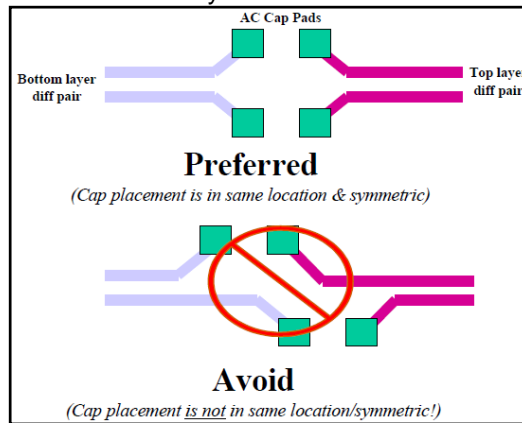 AC Cap Pads
Bottom layer
diff pair
Top layer
diff pair
Preferred
(Cap placement is in same location & symmetric)
Avoid
(Cap placement is not in same location/symmetric!)